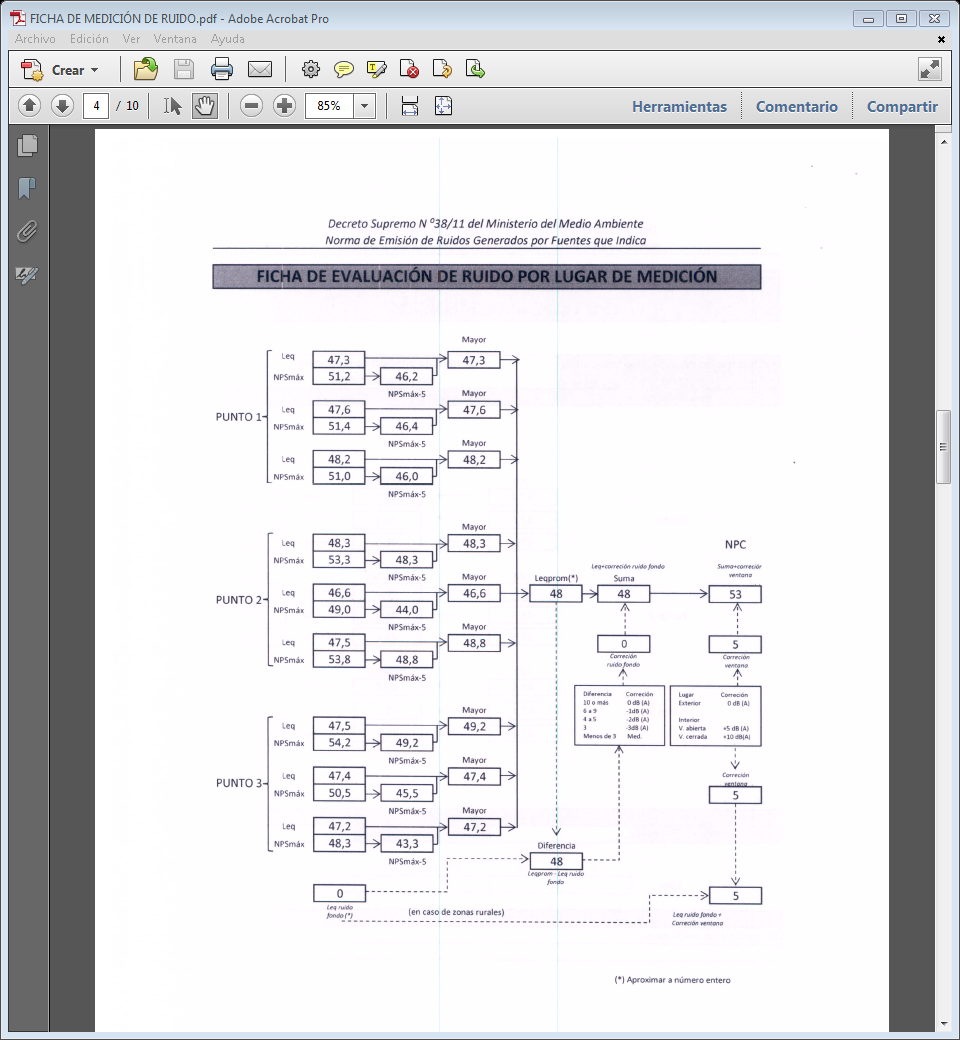 FICHA DE MEDICIÓN DE RUIDO.pdf - Adobe Acrobat Pro
Archivo Edición Ver Ventana Ayuda
Crear
4 / 10 85% Herramientas Comentario Compartir
Decreto Supremo N º38/11 del Ministerio del Medio Ambiente
Norma de Emisión de Ruidos Generados por Fuentes que Indica
FICHA DE EVALUACIÓN DE RUIDO POR LUGAR DE MEDICIÓN
PUNTO 1
Mayor
Leq 47,3 47,3
NPSmáx 51,2 46,2
NPSmáx-5
Mayor
Leq 47,6 47,6
NPSmáx 51,4 46,4
NPSmáx-5
Mayor
Leq 48,2 48,2
NPSmáx 51,0 46,0
NPSmáx-5
PUNTO 2
Mayor
Leq 48,3 48,3
NPSmáx 53,3 48,3
NPSmáx-5
Mayor
Leq 46,6 46,6
NPSmáx 49,0 44,0
NPSmáx-5
Mayor
Leq 47,5 48,8
NPSmáx 53,8 48,8
NPSmáx-5
PUNTO 3
Mayor
Leq 47,5 49,2
NPSmáx 54,2 49,2
NPSmáx-5
Mayor
Leq 47,4 47,4
NPSmáx 50,5 45,5
NPSmáx-5
Mayor
Leq 47,2 47,2
NPSmáx 48,3 43,3
NPSmáx-5
NPC
Leq+correción ruido fondo
Suma+correción
ventana
Leqprom(*) Suma
48 48 53
0 5
Correción
ruido fondo
Correción
ventana
Diferencia Correción
10 o más 0 dB (A)
6 a 9 -1dB (A)
4 a 5 -2dB (A)
3 -3dB (A)
Menos de 3 Med.
Lugar Correción
Exterior 0 dB (A)
Interior
V. abierta +5 dB (A)
V. cerrada +10 dB(A)
Correción
ventana
5
Diferencia
48
Leqprom - Leq ruido
fondo
0
Leq ruido
fondo (*)
(en caso de zonas rurales)
5
Leq ruido fondo +
Correción ventana
(*) Aproximar a número entero